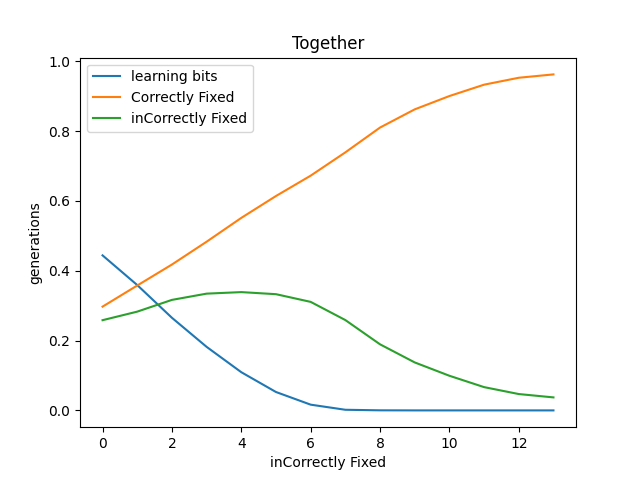 Together
learning bits
Correctly Fixed
inCorrectly Fixed
generations
1.0
0.8
0.6
0.4
0.2
0.0
0 2 4 6 8 10 12
inCorrectly Fixed